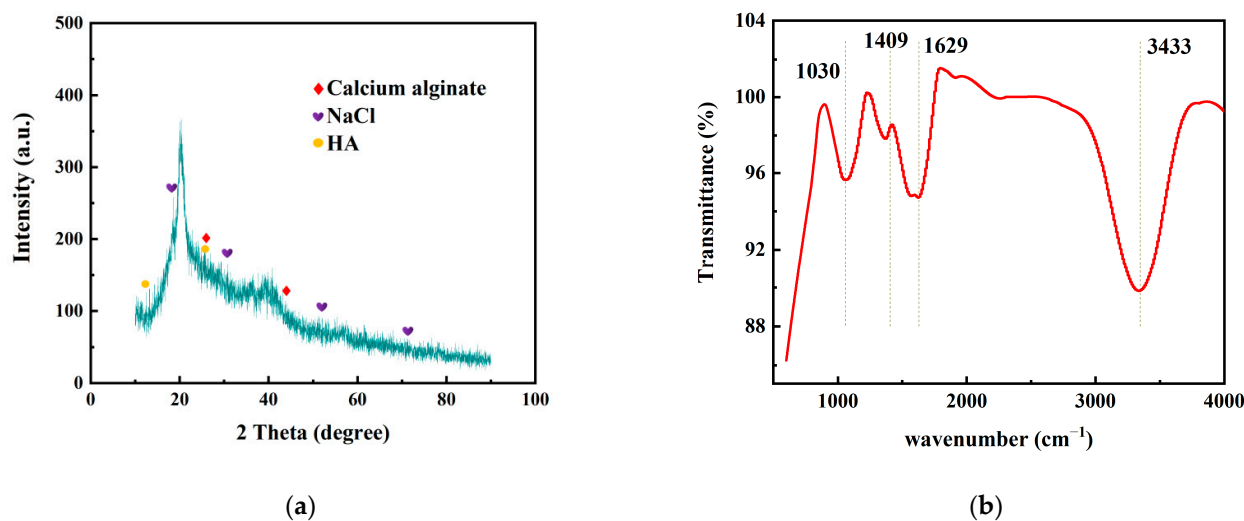 500
400
300
200
100
0
Intensity (a.u.)
Calcium alginate
NaCl
HA
0 20 40 60 80 100
2 Theta (degree)
(a)
104
100
96
92
88
Transmittance (%)
1030
1409
1629
3433
1000 2000 3000 4000
wavenumber (cm⁻¹)
(b)